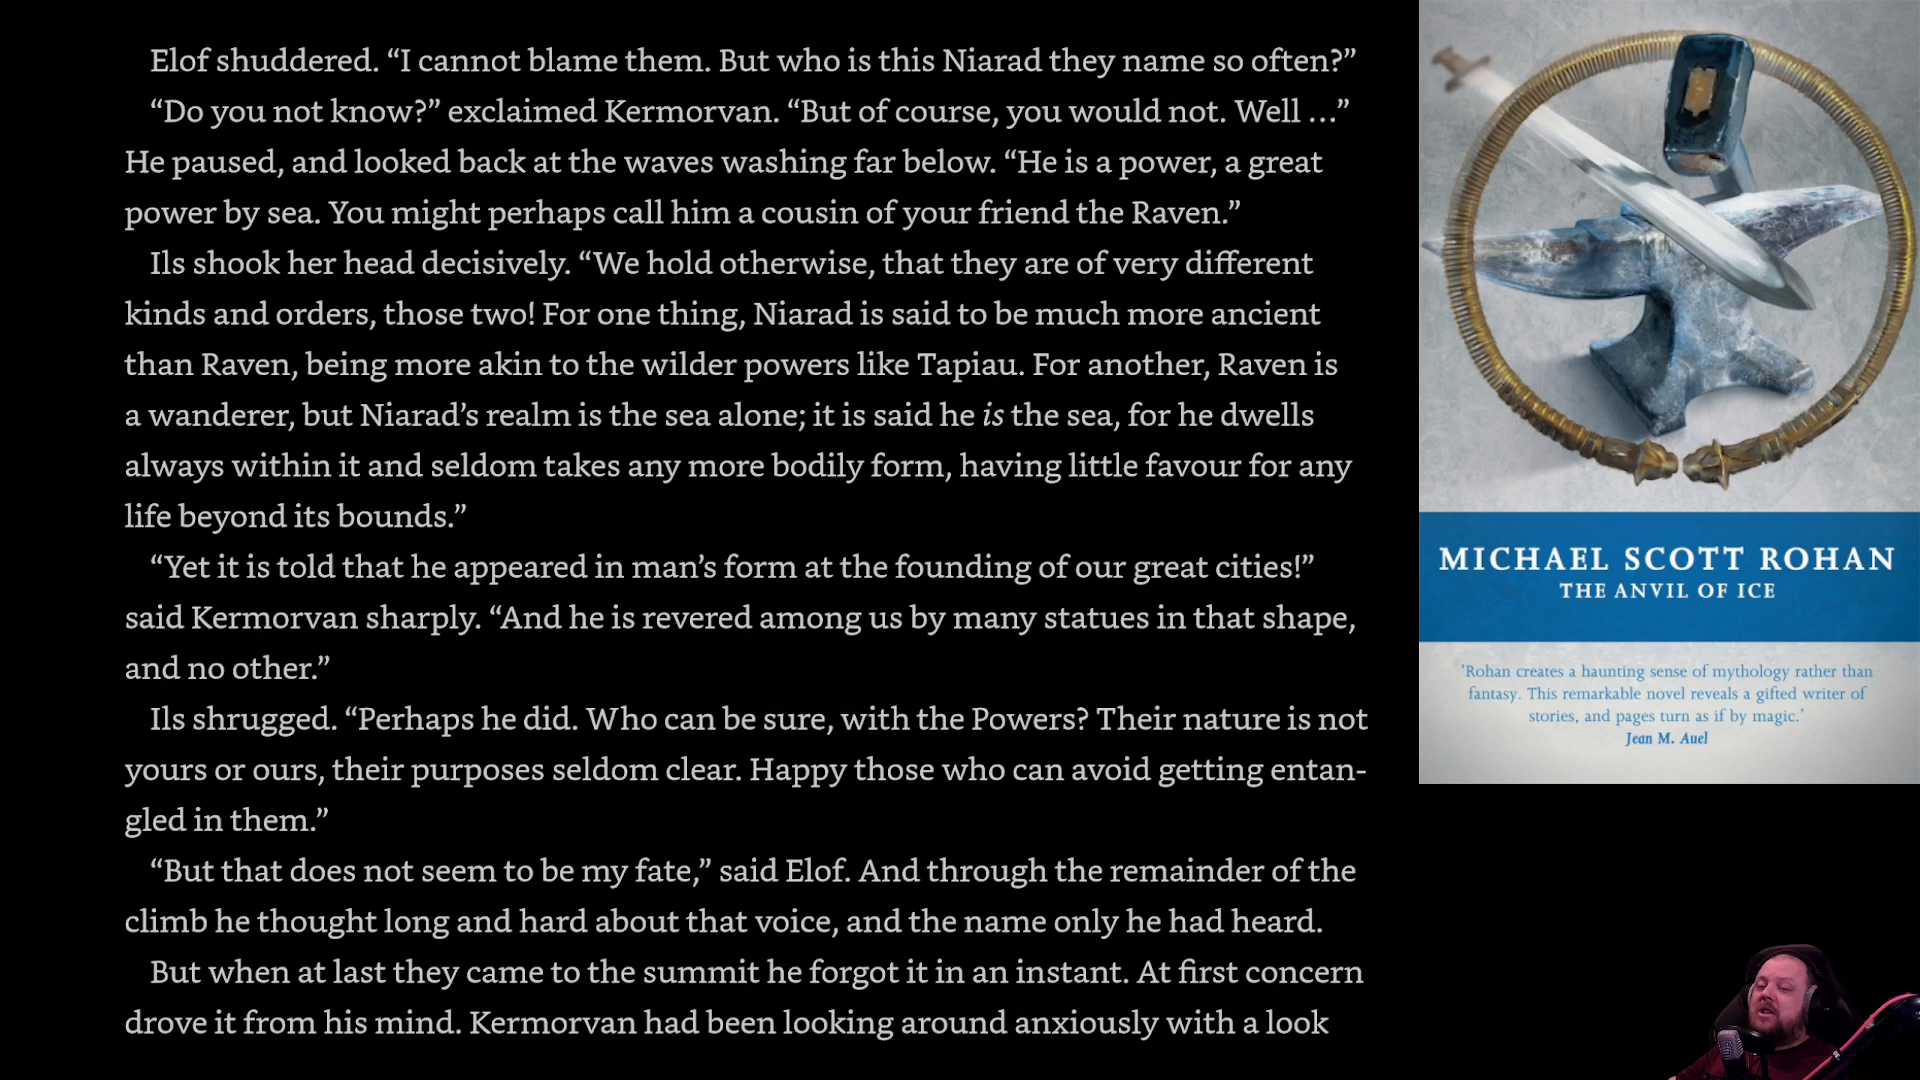 Elof shuddered. “I cannot blame them. But who is this Niarad they name so often?”
“Do you not know?” exclaimed Kermorvan. “But of course, you would not. Well …”
He paused, and looked back at the waves washing far below. “He is a power, a great
power by sea. You might perhaps call him a cousin of your friend the Raven.”
Ils shook her head decisively. “We hold otherwise, that they are of very different
kinds and orders, those two! For one thing, Niarad is said to be much more ancient
than Raven, being more akin to the wilder powers like Tapiau. For another, Raven is
a wanderer, but Niarad’s realm is the sea alone; it is said he is the sea, for he dwells
always within it and seldom takes any more bodily form, having little favour for any
life beyond its bounds.”
“Yet it is told that he appeared in man’s form at the founding of our great cities!”
said Kermorvan sharply. “And he is revered among us by many statues in that shape,
and no other.”
Ils shrugged. “Perhaps he did. Who can be sure, with the Powers? Their nature is not
yours or ours, their purposes seldom clear. Happy those who can avoid getting entan-
gled in them.”
“But that does not seem to be my fate,” said Elof. And through the remainder of the
climb he thought long and hard about that voice, and the name only he had heard.
But when at last they came to the summit he forgot it in an instant. At first concern
drove it from his mind. Kermorvan had been looking around anxiously with a look
MICHAEL SCOTT ROHAN
THE ANVIL OF ICE
‘Rohan creates a haunting sense of mythology rather than
fantasy. This remarkable novel reveals a gifted writer of
stories, and pages turn as if by magic.’
Jean M. Auel